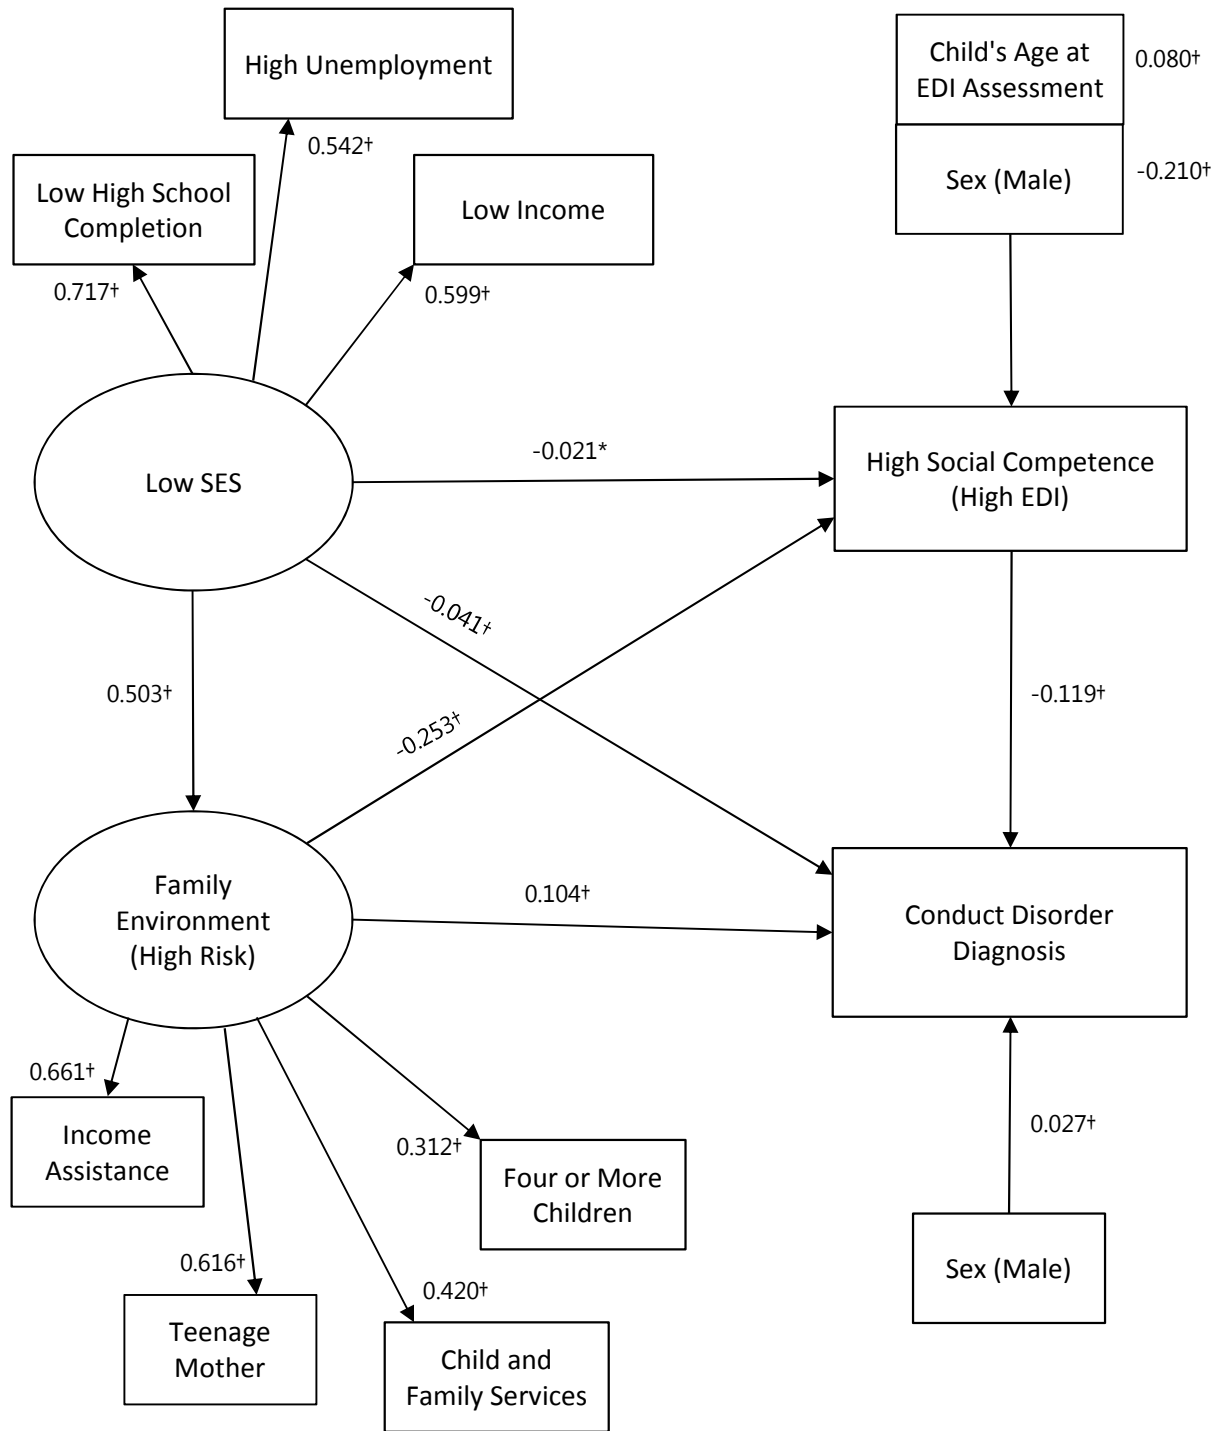 High Unemployment
Child's Age at
EDI Assessment
0.080†
0.542†
Low High School
Completion
Low Income
Sex (Male)
-0.210†
0.717†
0.599†
Low SES
-0.021*
High Social Competence
(High EDI)
-0.041†
0.503†
-0.253†
-0.119†
Family
Environment
(High Risk)
0.104†
Conduct Disorder
Diagnosis
0.661†
Income
Assistance
0.312†
Four or More
Children
0.027†
0.616†
0.420†
Sex (Male)
Teenage
Mother
Child and
Family Services